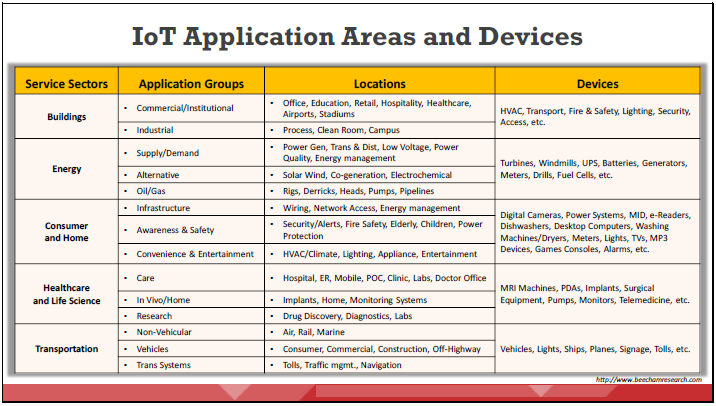 IoT Application Areas and Devices
Service Sectors Application Groups Locations Devices
Buildings
• Commercial/Institutional
• Office, Education, Retail, Hospitality, Healthcare,
Airports, Stadiums
• Industrial
• Process, Clean Room, Campus
HVAC, Transport, Fire & Safety, Lighting, Security,
Access, etc.
Energy
• Supply/Demand
• Power Gen, Trans & Dist, Low Voltage, Power
Quality, Energy management
• Alternative
• Solar Wind, Co-generation, Electrochemical
• Oil/Gas
• Rigs, Derricks, Heads, Pumps, Pipelines
Turbines, Windmills, UPS, Batteries, Generators,
Meters, Drills, Fuel Cells, etc.
Consumer
and Home
• Infrastructure
• Wiring, Network Access, Energy management
• Awareness & Safety
• Security/Alerts, Fire Safety, Elderly, Children, Power
Protection
• Convenience & Entertainment
• HVAC/Climate, Lighting, Appliance, Entertainment
Digital Cameras, Power Systems, MID, e-Readers,
Dishwashers, Desktop Computers, Washing
Machines/Dryers, Meters, Lights, TVs, MP3
Devices, Games Consoles, Alarms, etc.
Healthcare
and Life Science
• Care
• Hospital, ER, Mobile, POC, Clinic, Labs, Doctor Office
• In Vivo/Home
• Implants, Home, Monitoring Systems
• Research
• Drug Discovery, Diagnostics, Labs
MRI Machines, PDAs, Implants, Surgical
Equipment, Pumps, Monitors, Telemedicine, etc.
Transportation
• Non-Vehicular
• Air, Rail, Marine
• Vehicles
• Consumer, Commercial, Construction, Off-Highway
• Trans Systems
• Tolls, Traffic mgmt., Navigation
Vehicles, Lights, Ships, Planes, Signage, Tolls, etc.
http://www.beechamresearch.com